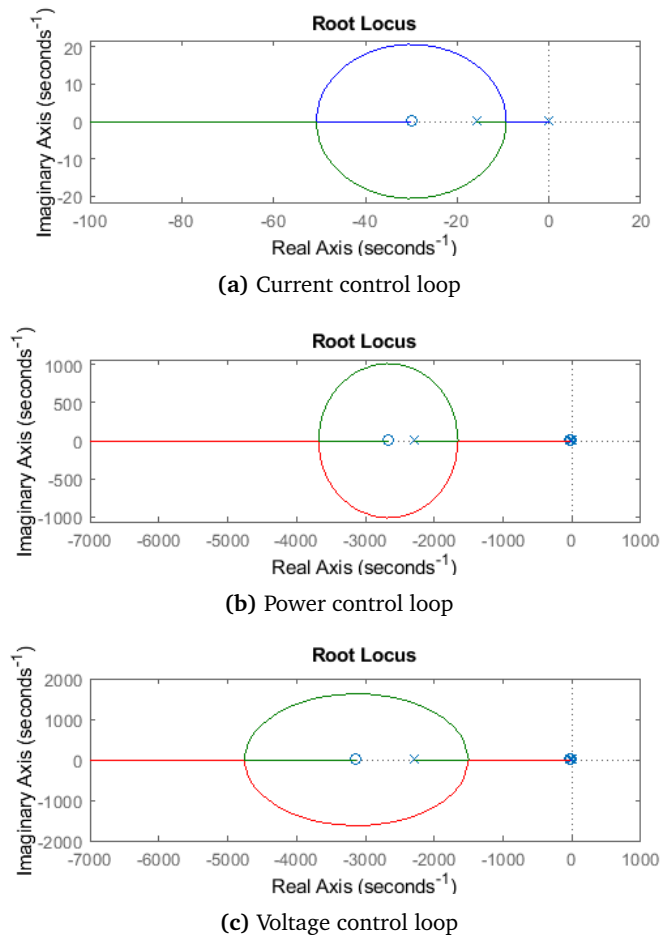 Root Locus
Imaginary Axis (seconds⁻¹)
20
10
0
-10
-20
-100 -80 -60 -40 -20 0 20
Real Axis (seconds⁻¹)
(a) Current control loop
Root Locus
Imaginary Axis (seconds⁻¹)
1000
500
0
-500
-1000
-7000 -6000 -5000 -4000 -3000 -2000 -1000 0 1000
Real Axis (seconds⁻¹)
(b) Power control loop
Root Locus
Imaginary Axis (seconds⁻¹)
2000
1000
0
-1000
-2000
-7000 -6000 -5000 -4000 -3000 -2000 -1000 0 1000
Real Axis (seconds⁻¹)
(c) Voltage control loop